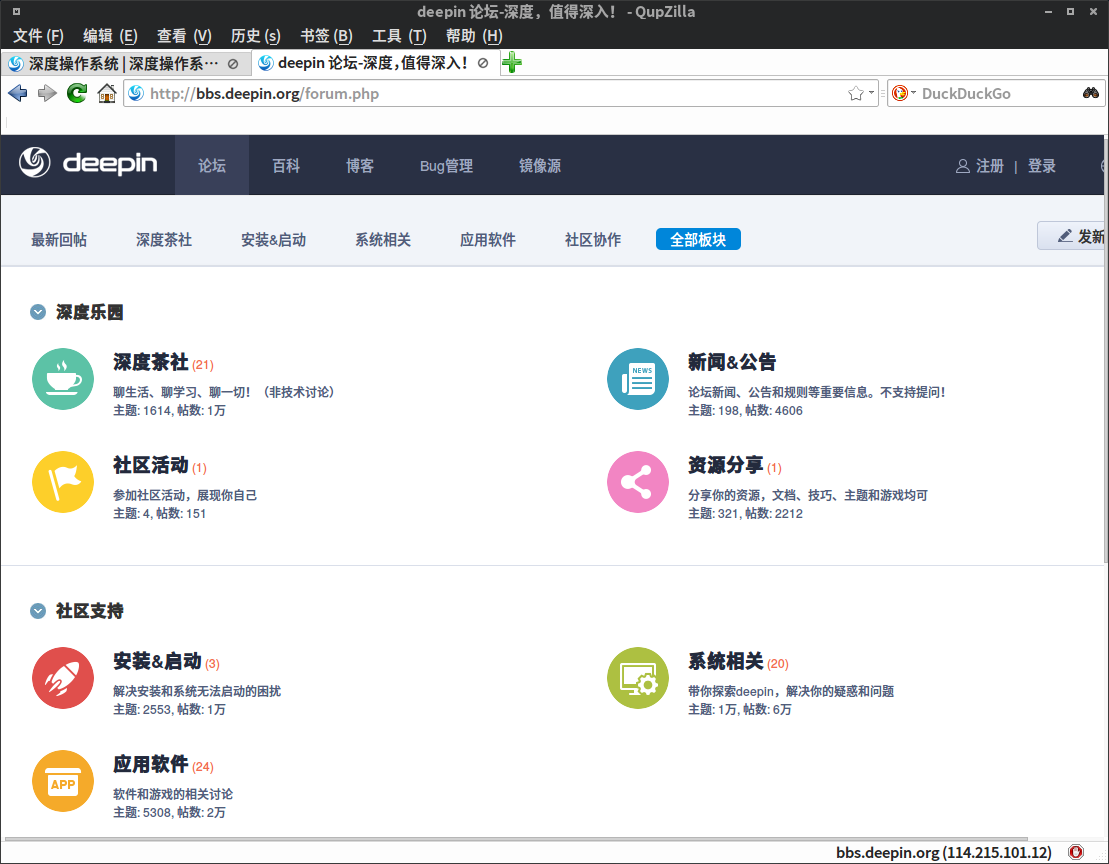 deepin 论坛-深度，值得深入！ - QupZilla
文件 (F) 编辑 (E) 查看 (V) 历史 (s) 书签 (B) 工具 (T) 帮助 (H)
深度操作系统 | 深度操作系⋯ deepin 论坛-深度,值得深入！
http://bbs.deepin.org/forum.php DuckDuckGo
deepin 论坛 百科 博客 Bug管理 镜像源 注册 | 登录
最新回帖 深度茶社 安装&启动 系统相关 应用软件 社区协作 全部板块 发新
深度乐园
深度茶社 (21)
聊生活、聊学习、聊一切！（非技术讨论）
主题: 1614, 帖数: 1万
NEWS
新闻&公告
论坛新闻、公告和规则等重要信息。不支持提问！
主题: 198, 帖数: 4606
社区活动 (1)
参加社区活动，展现你自己
主题: 4, 帖数: 151
资源分享 (1)
分享你的资源，文档、技巧、主题和游戏均可
主题: 321, 帖数: 2212
社区支持
安装&启动 (3)
解决安装和系统无法启动的困扰
主题: 2553, 帖数: 1万
系统相关 (20)
带你探索deepin，解决你的疑惑和问题
主题: 1万, 帖数: 6万
APP
应用软件 (24)
软件和游戏的相关讨论
主题: 5308, 帖数: 2万
bbs.deepin.org (114.215.101.12)